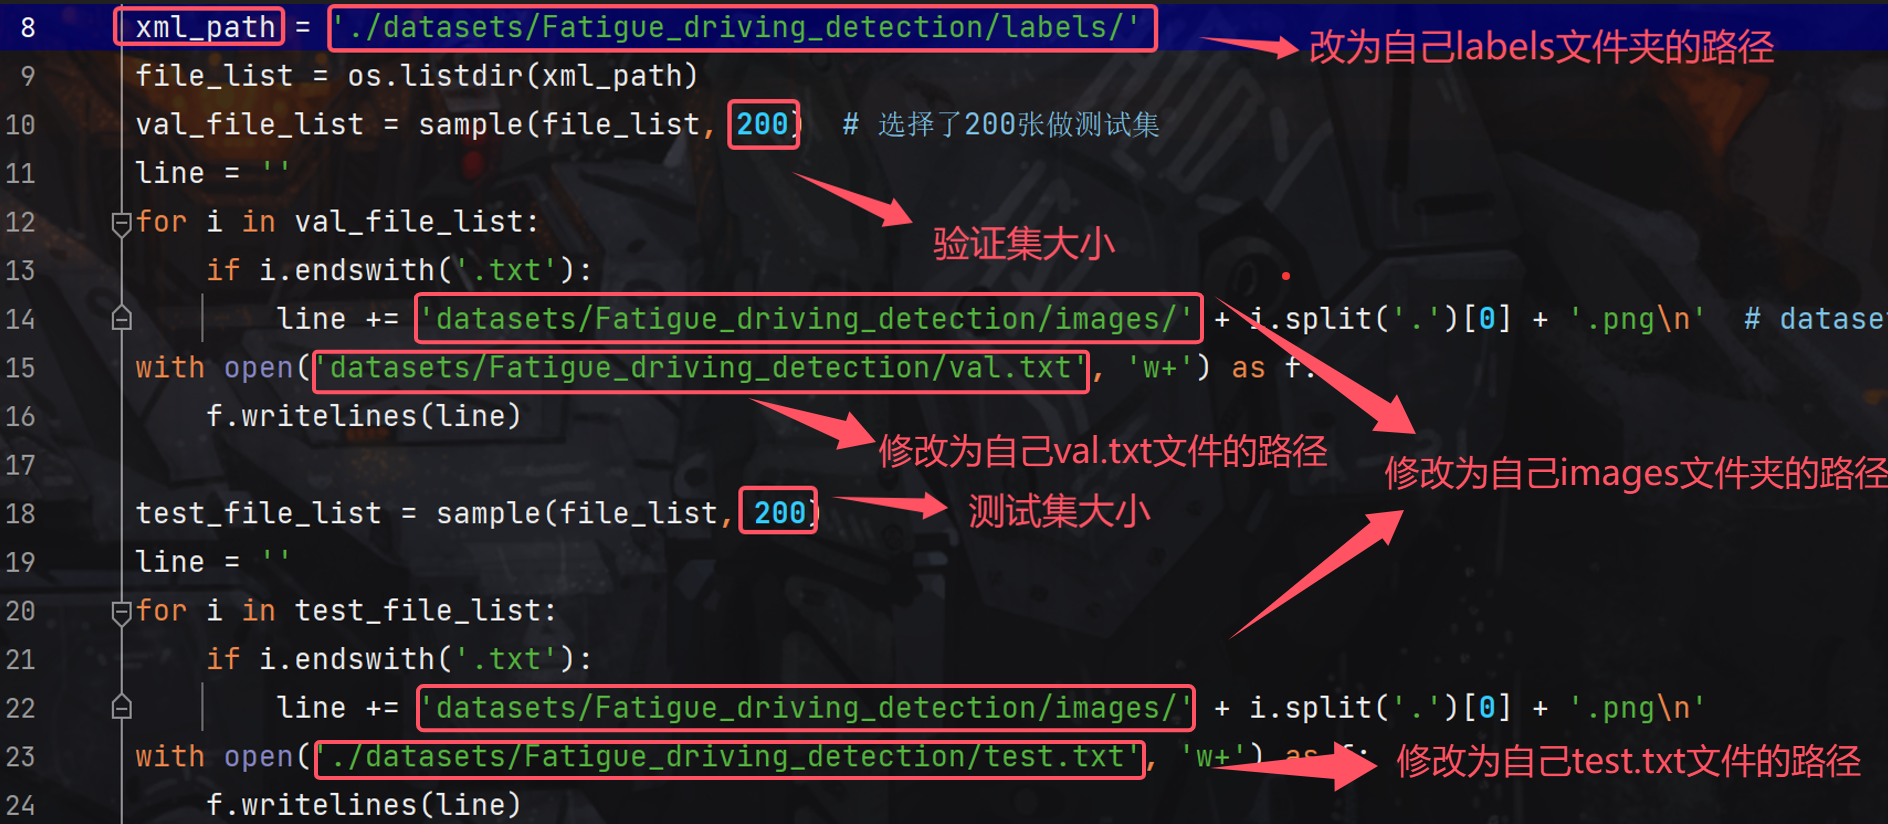 8 xml_path = './datasets/Fatigue_driving_detection/labels/' 改为自己labels文件夹的路径
9 file_list = os.listdir(xml_path)
10 val_file_list = sample(file_list, 200) # 选择了200张做测试集
11 line = ''
12 for i in val_file_list:
验证集大小
13 if i.endswith('.txt'):
14 line += 'datasets/Fatigue_driving_detection/images/' + i.split('.')[0] + '.png\n' # datase
15 with open('datasets/Fatigue_driving_detection/val.txt', 'w+') as f:
16 f.writelines(line)
修改为自己val.txt文件的路径
修改为自己images文件夹的路径
17
18 test_file_list = sample(file_list, 200) 测试集大小
19 line = ''
20 for i in test_file_list:
21 if i.endswith('.txt'):
22 line += 'datasets/Fatigue_driving_detection/images/' + i.split('.')[0] + '.png\n'
23 with open('./datasets/Fatigue_driving_detection/test.txt', 'w+') as f: 修改为自己test.txt文件的路径
24 f.writelines(line)